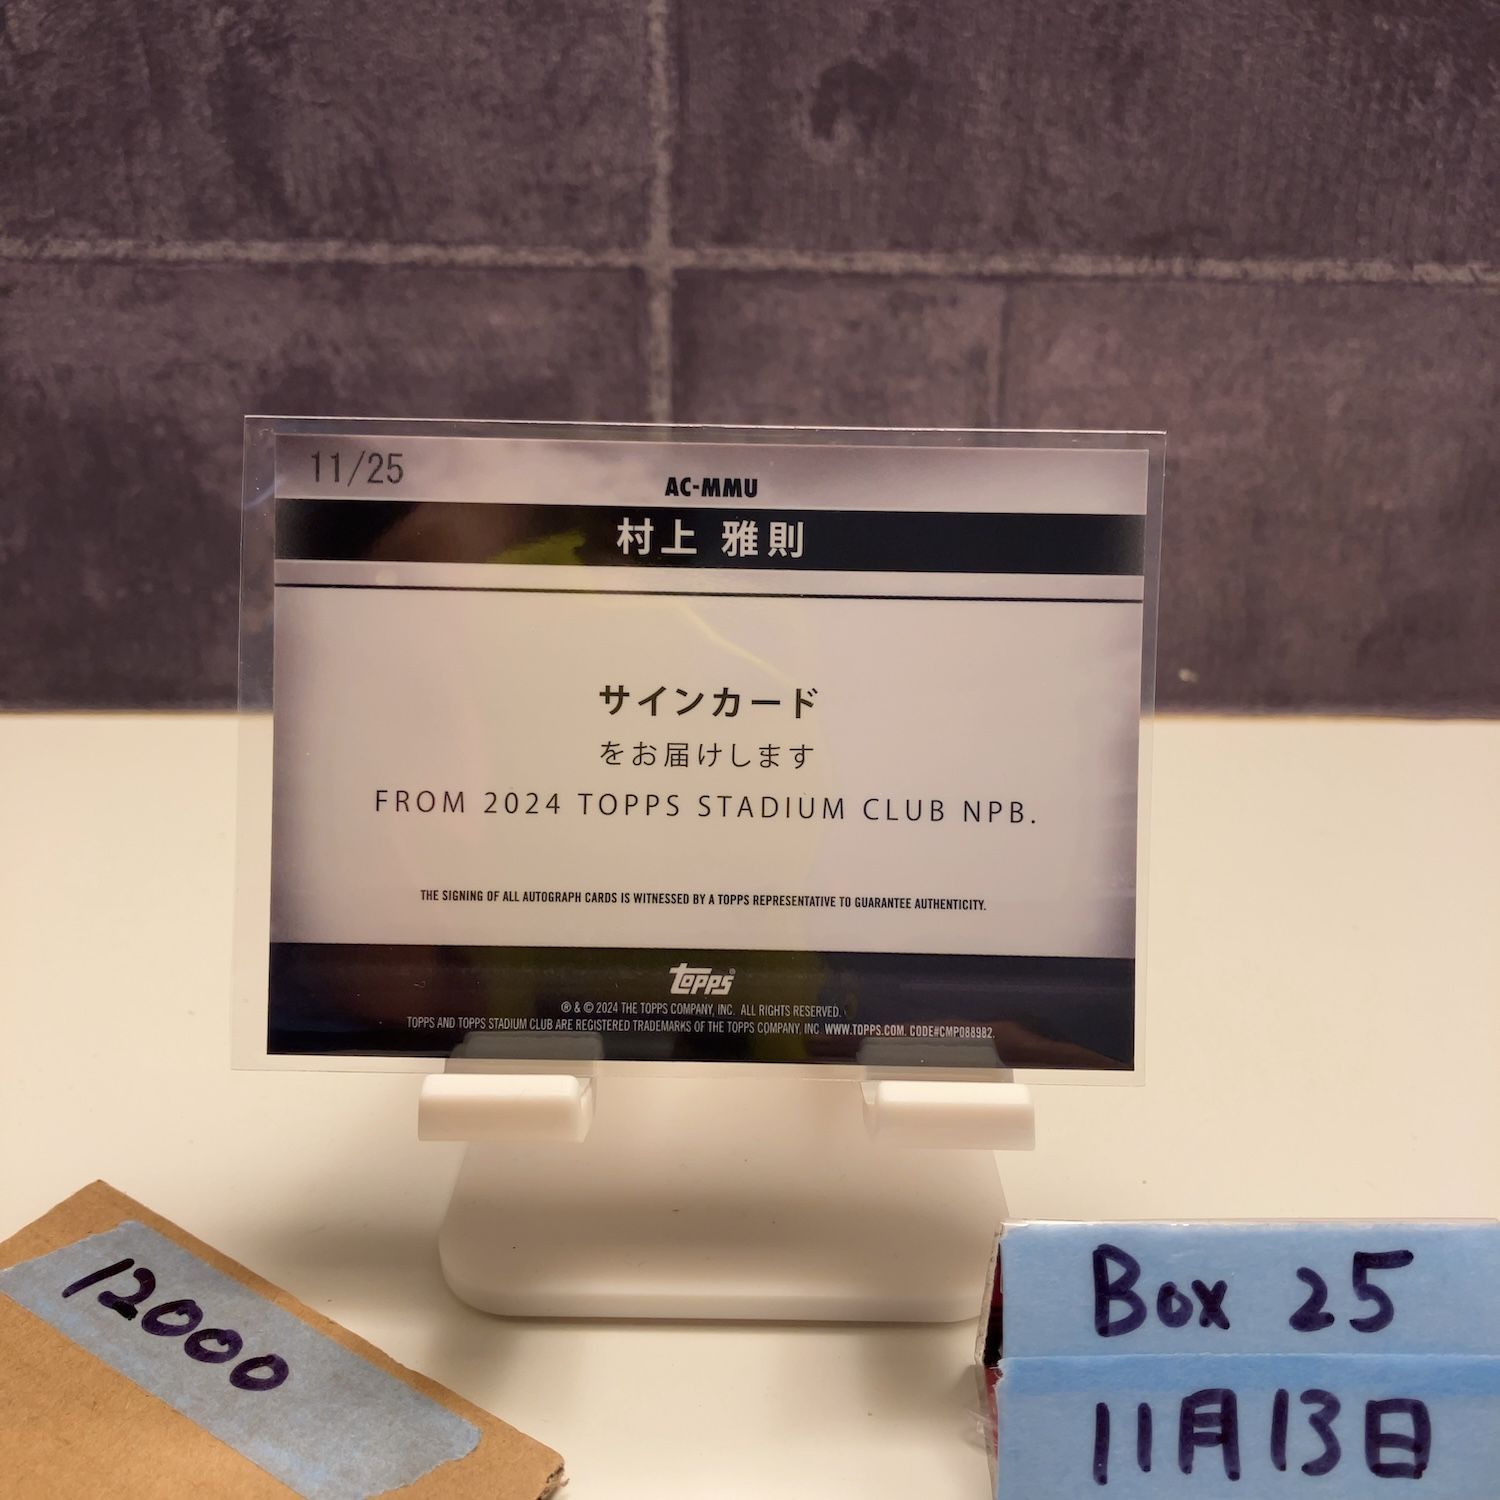 11/25
AC-MMU
村上 雅則
サインカード
をお届けします
FROM 2024 TOPPS STADIUM CLUB NPB.
THE SIGNING OF ALL AUTOGRAPH CARDS IS WITNESSED BY A TOPPS REPRESENTATIVE TO GUARANTEE AUTHENTICITY.
topps®
® & © 2024 THE TOPPS COMPANY, INC. ALL RIGHTS RESERVED.
TOPPS AND TOPPS STADIUM CLUB ARE REGISTERED TRADEMARKS OF THE TOPPS COMPANY, INC. WWW.TOPPS.COM. CODE#CMP088982.
12000
Box 25
11月13日